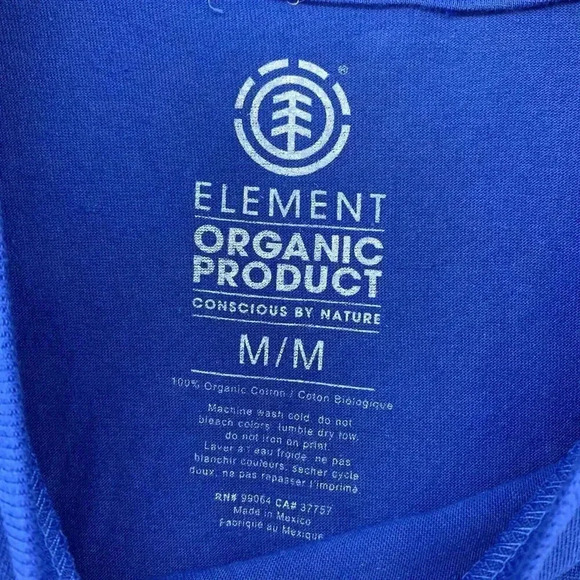 ®
ELEMENT
ORGANIC
PRODUCT
CONSCIOUS BY NATURE
M/M
100% Organic Cotton / Coton Biologique
Machine wash cold, do not
bleach colors, tumble dry low,
do not iron on print.
Laver a l'eau froide, ne pas
blanchir couleurs, secher cycle
doux, ne pas repasser l'imprimé.
RN# 99064 CA# 37757
Made in Mexico
Fabriqué au Mexique